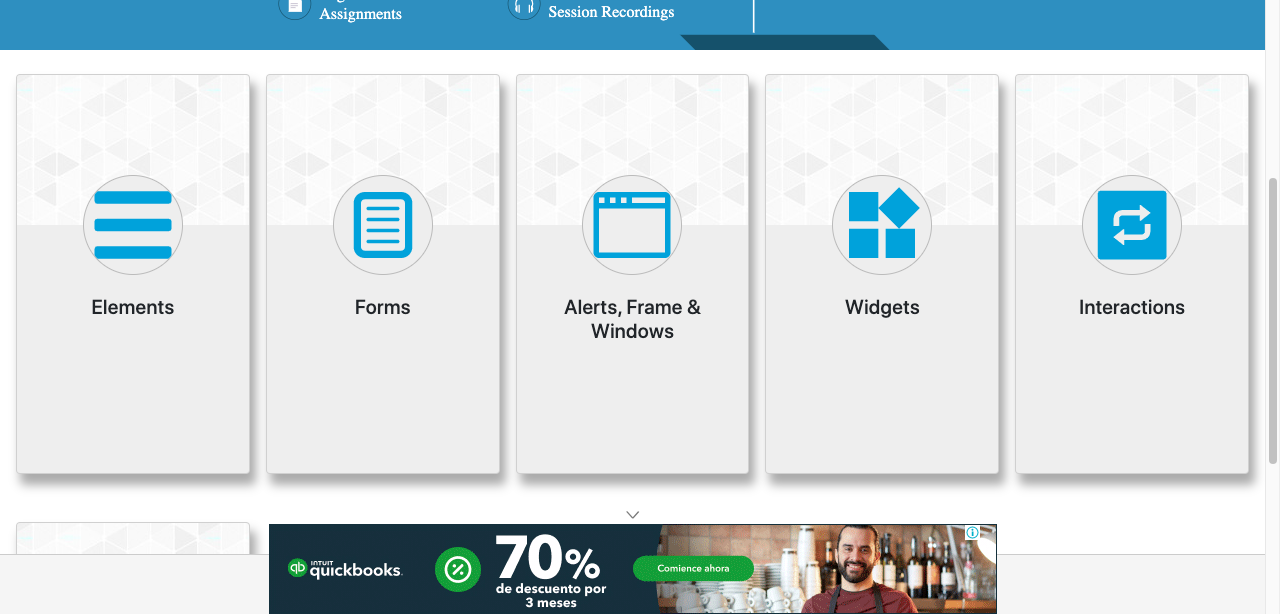 Assignments
Session Recordings
Elements
Forms
Alerts, Frame &
Windows
Widgets
Interactions
qb INTUIT
quickbooks.
70%
de descuento por
3 meses
Comience ahora